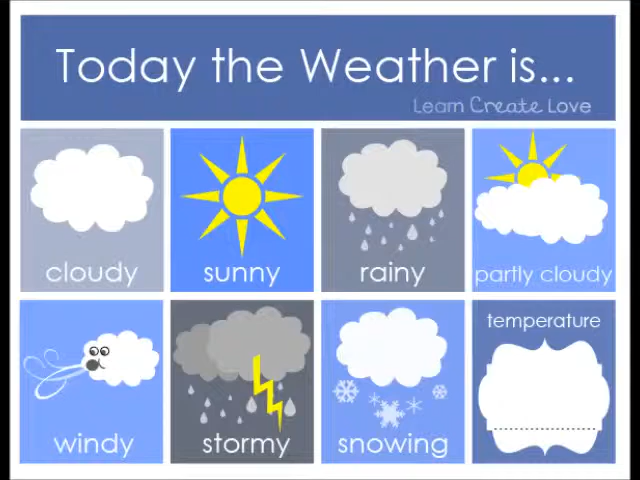 Today the Weather is...
Learn Create Love
cloudy
sunny
rainy
partly cloudy
windy
stormy
snowing
temperature